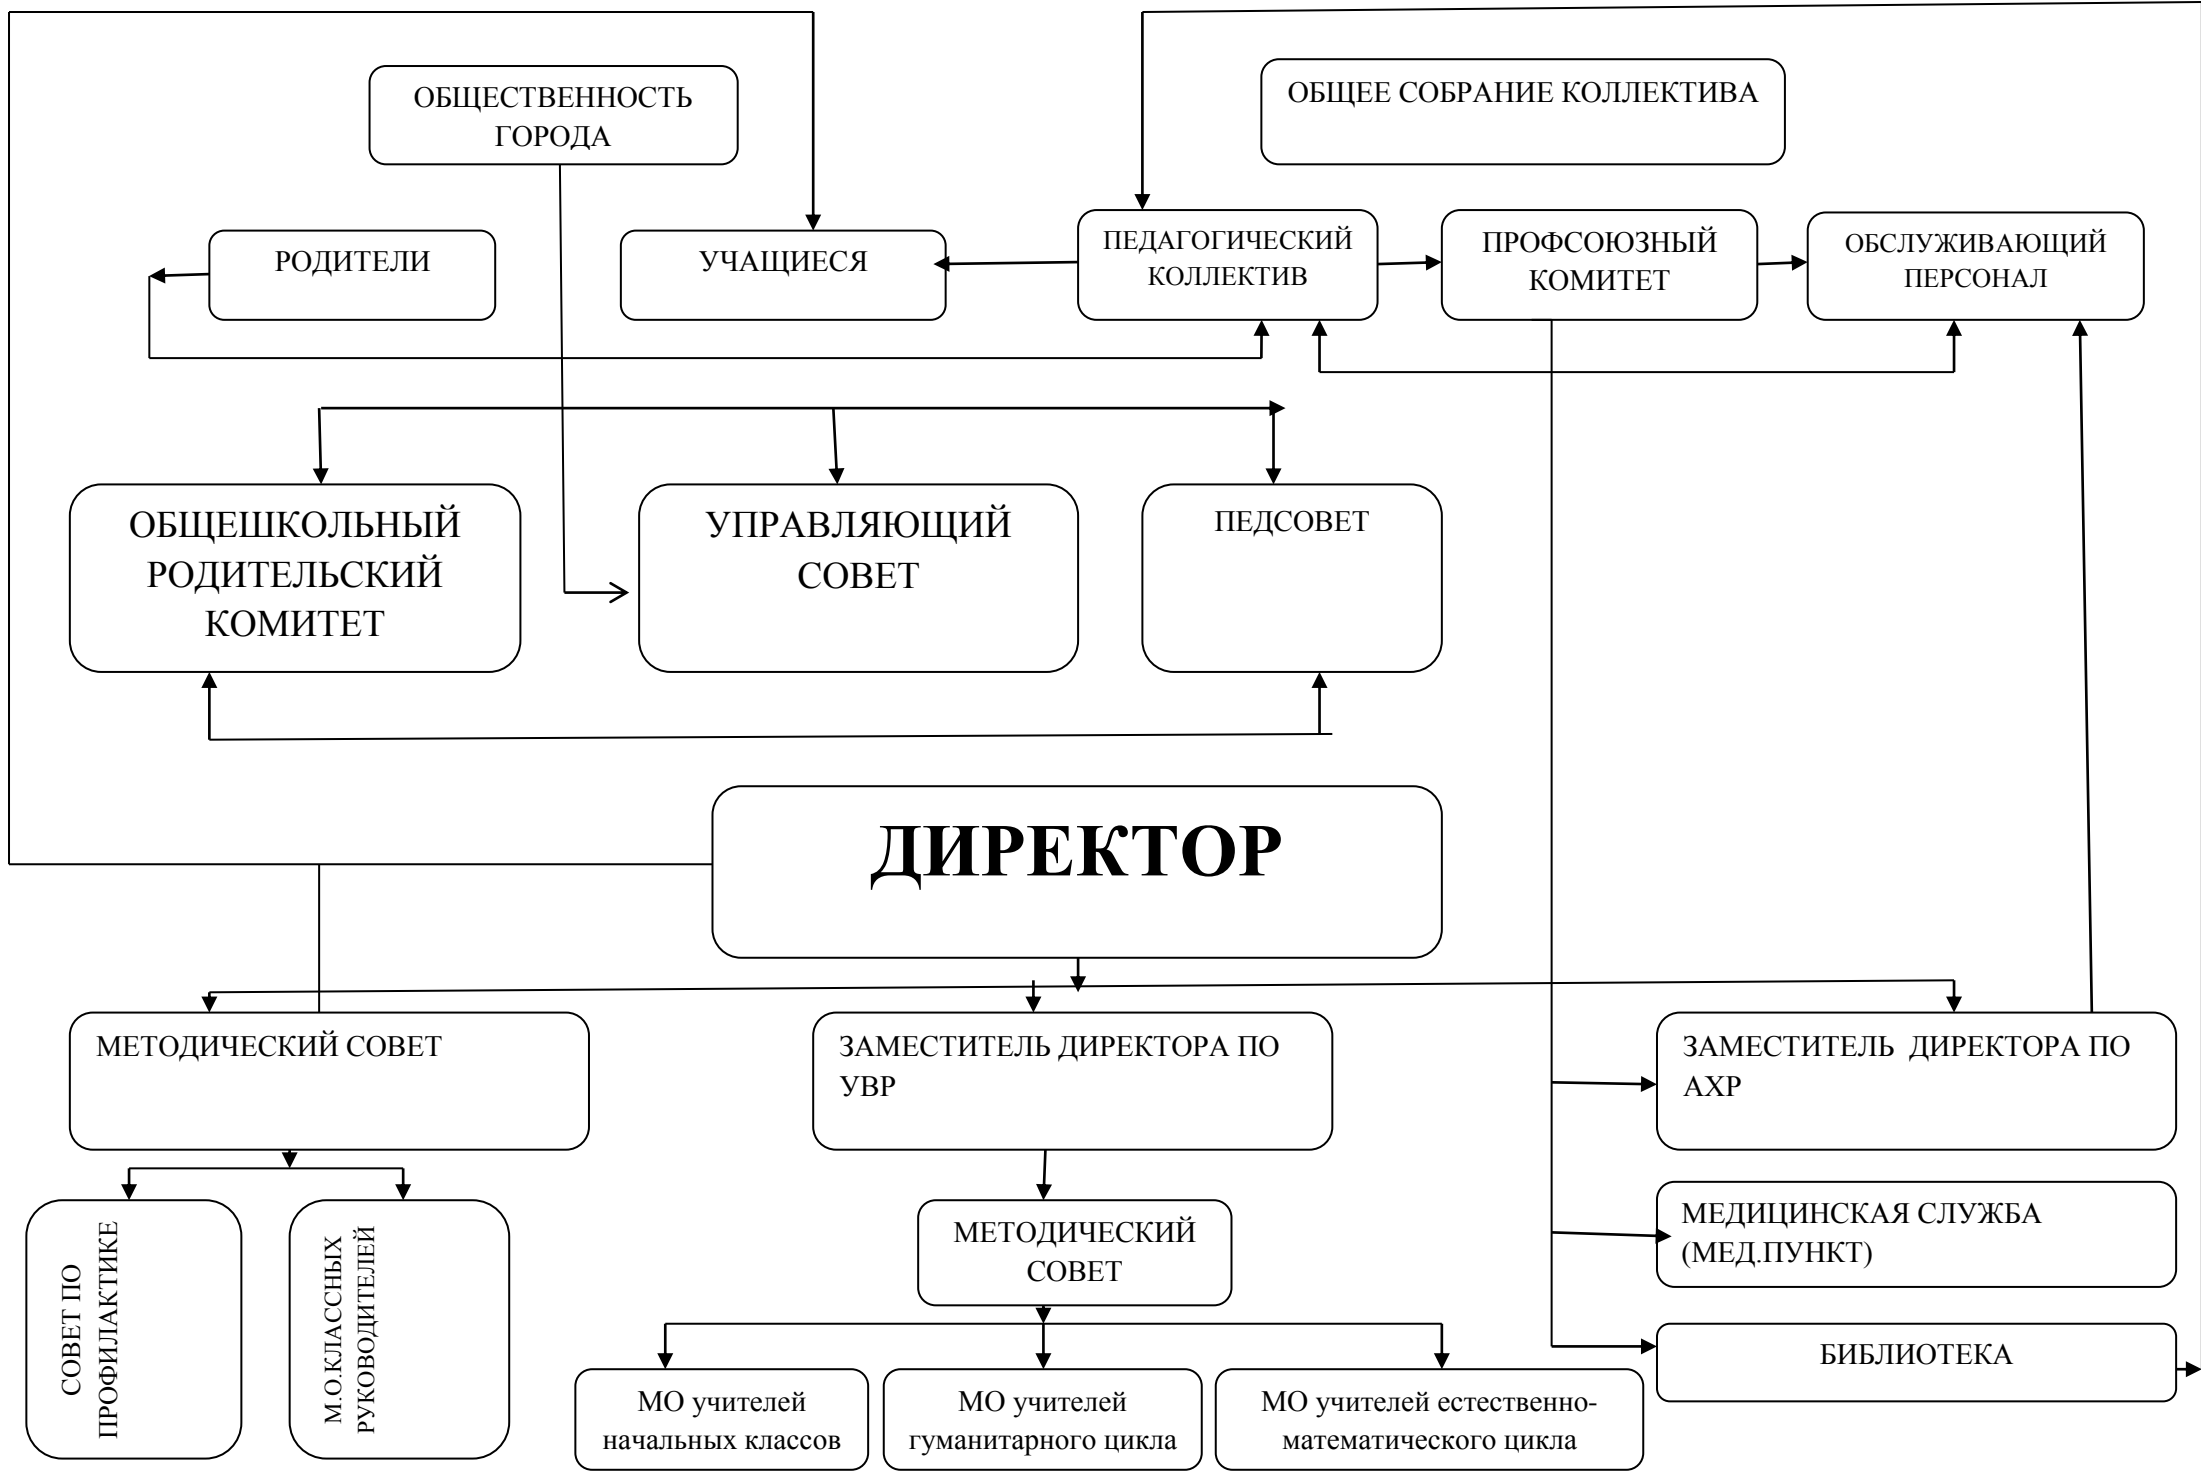 ОБЩЕСТВЕННОСТЬ
ГОРОДА
ОБЩЕЕ СОБРАНИЕ КОЛЛЕКТИВА
РОДИТЕЛИ
УЧАЩИЕСЯ
ПЕДАГОГИЧЕСКИЙ
КОЛЛЕКТИВ
ПРОФСОЮЗНЫЙ
КОМИТЕТ
ОБСЛУЖИВАЮЩИЙ
ПЕРСОНАЛ
ОБЩЕШКОЛЬНЫЙ
РОДИТЕЛЬСКИЙ
КОМИТЕТ
УПРАВЛЯЮЩИЙ
СОВЕТ
ПЕДСОВЕТ
ДИРЕКТОР
МЕТОДИЧЕСКИЙ СОВЕТ
ЗАМЕСТИТЕЛЬ ДИРЕКТОРА ПО
УВР
ЗАМЕСТИТЕЛЬ ДИРЕКТОРА ПО
АХР
СОВЕТ ПО
ПРОФИЛАКТИКЕ
М.О.КЛАССНЫХ
РУКОВОДИТЕЛЕЙ
МЕТОДИЧЕСКИЙ
СОВЕТ
МЕДИЦИНСКАЯ СЛУЖБА
(МЕД.ПУНКТ)
БИБЛИОТЕКА
МО учителей
начальных классов
МО учителей
гуманитарного цикла
МО учителей естественно-
математического цикла